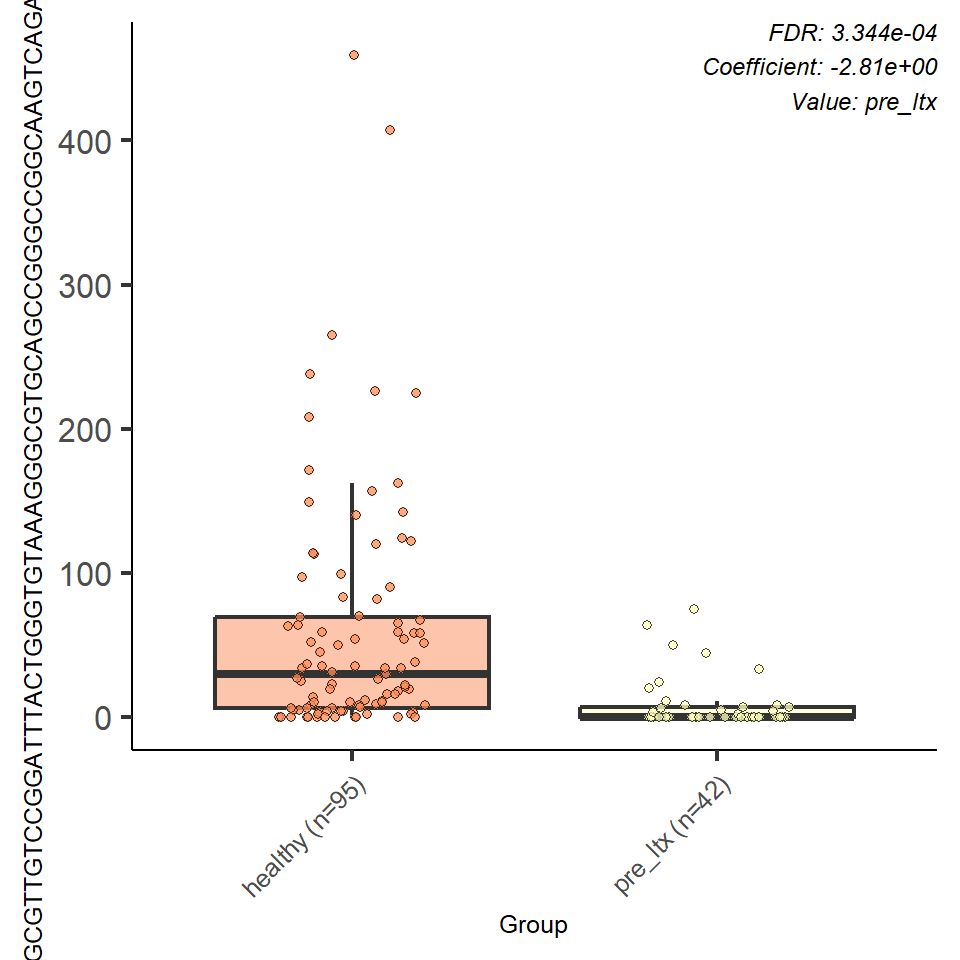 FDR: 3.344e-04
Coefficient: -2.81e+00
Value: pre_ltx
GCGTTGTCCGGATTTACTGGGTGTAAAGGGCGTGCAGCCGGGCCGGCAAGTCAGA
400
300
200
100
0
healthy (n=95)
pre_ltx (n=42)
Group